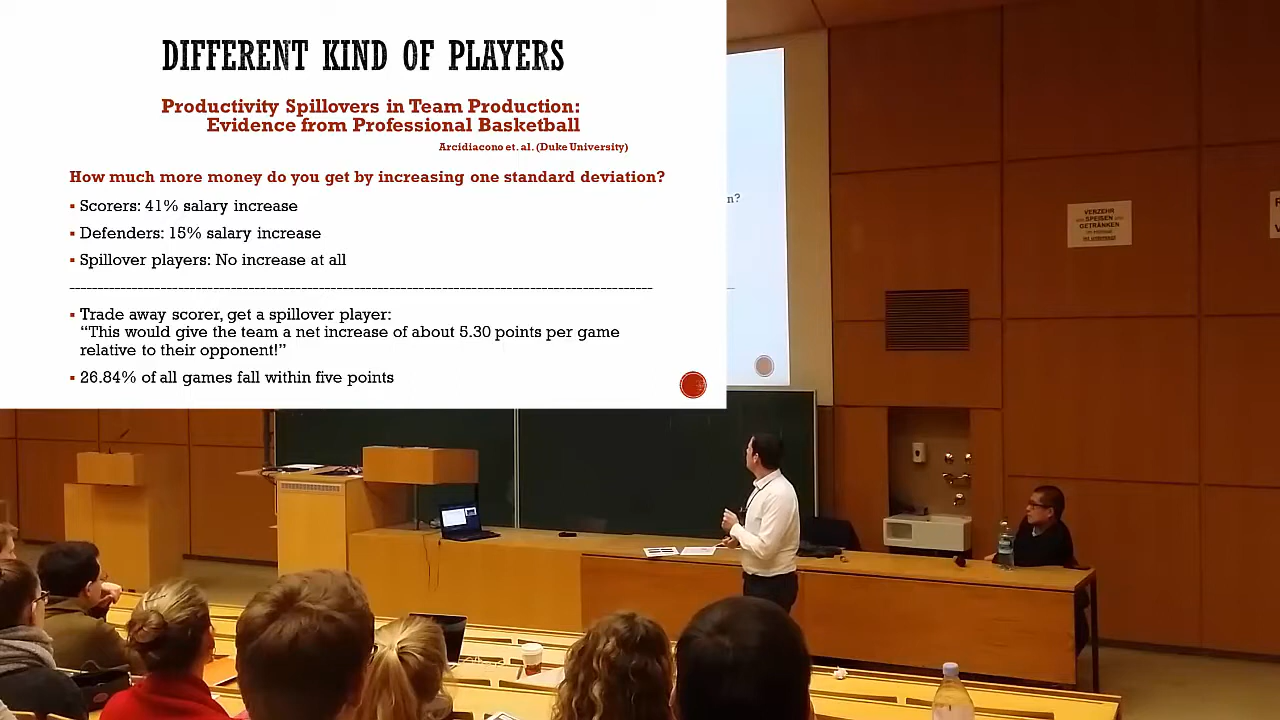 DIFFERENT KIND OF PLAYERS
Productivity Spillovers in Team Production:
Evidence from Professional Basketball
Arcidiacono et. al. (Duke University)
How much more money do you get by increasing one standard deviation?
▪ Scorers: 41% salary increase
▪ Defenders: 15% salary increase
▪ Spillover players: No increase at all
▪ Trade away scorer, get a spillover player:
“This would give the team a net increase of about 5.30 points per game
relative to their opponent!”
▪ 26.84% of all games fall within five points
n?
VERZEHR
von SPEISEN und
GETRÄNKEN